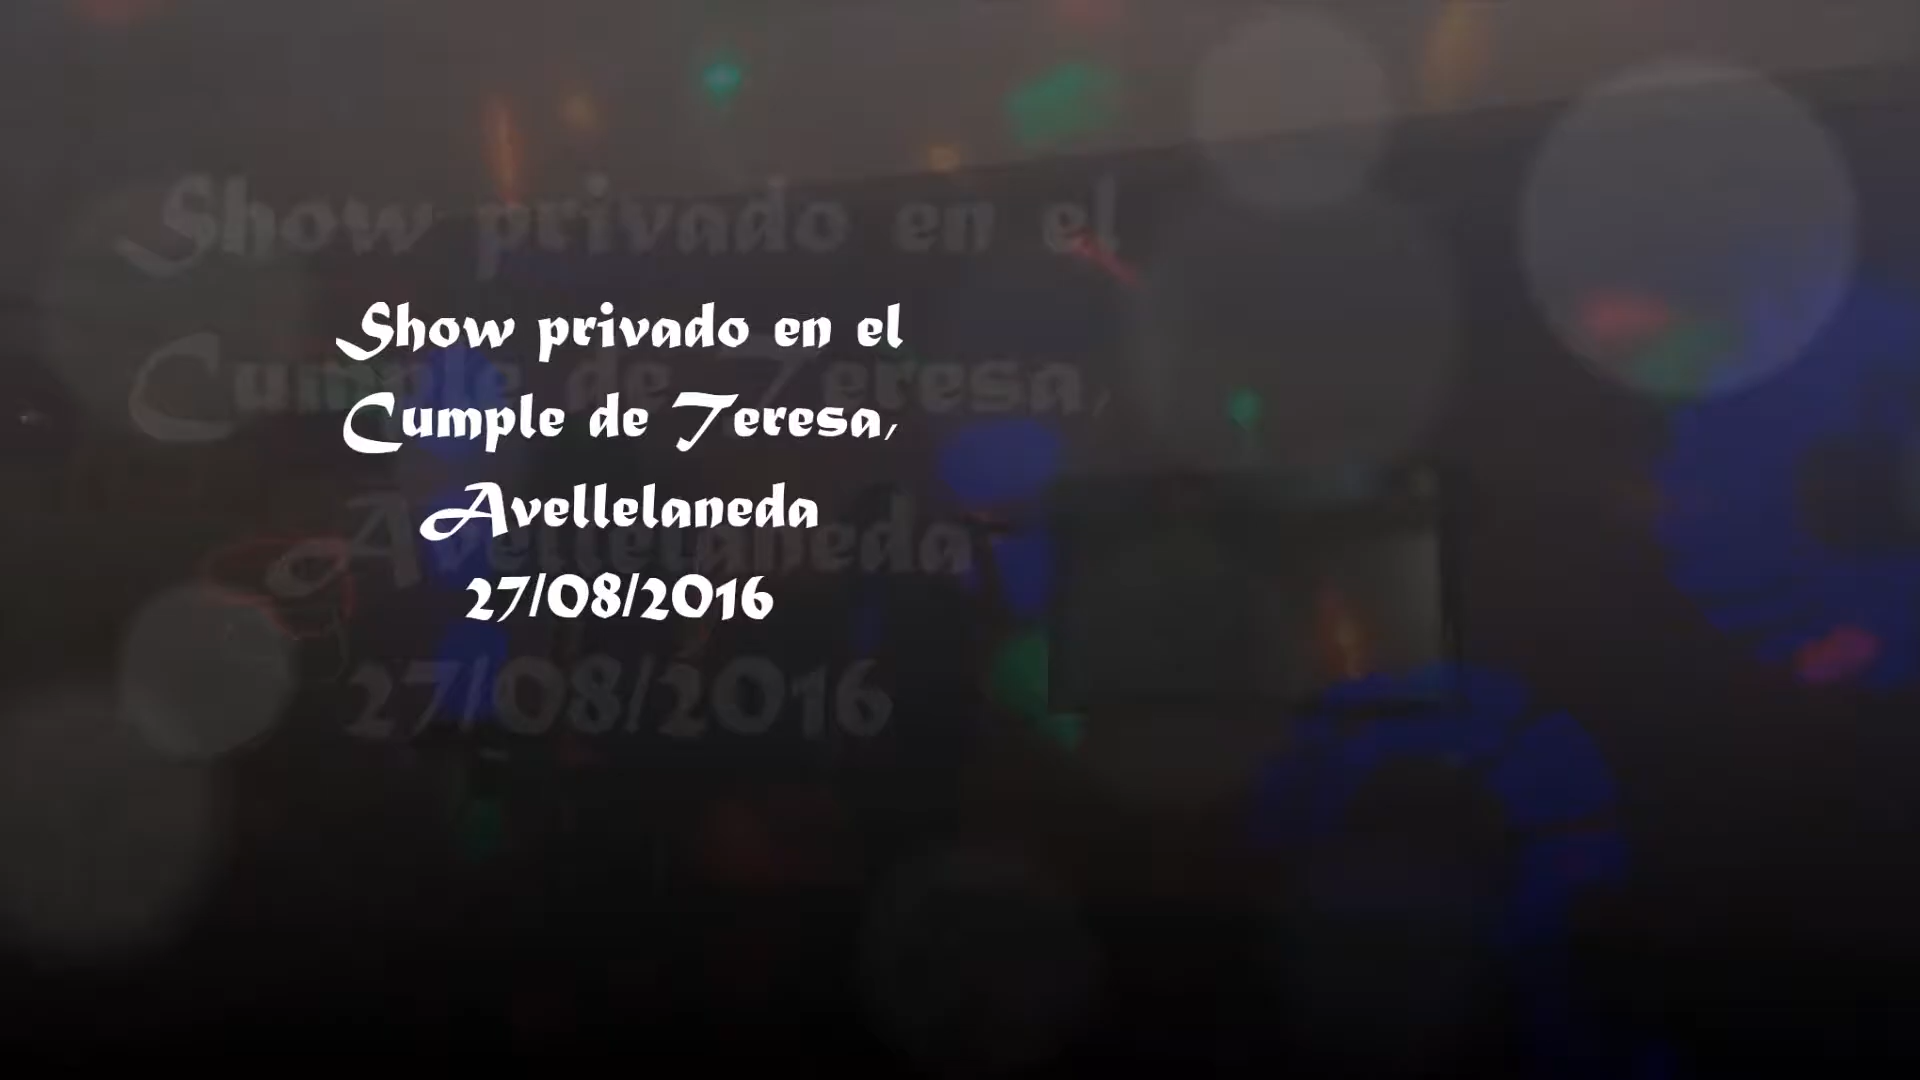 Show privado en el
Cumple de Teresa,
Avellelaneda
27/08/2016